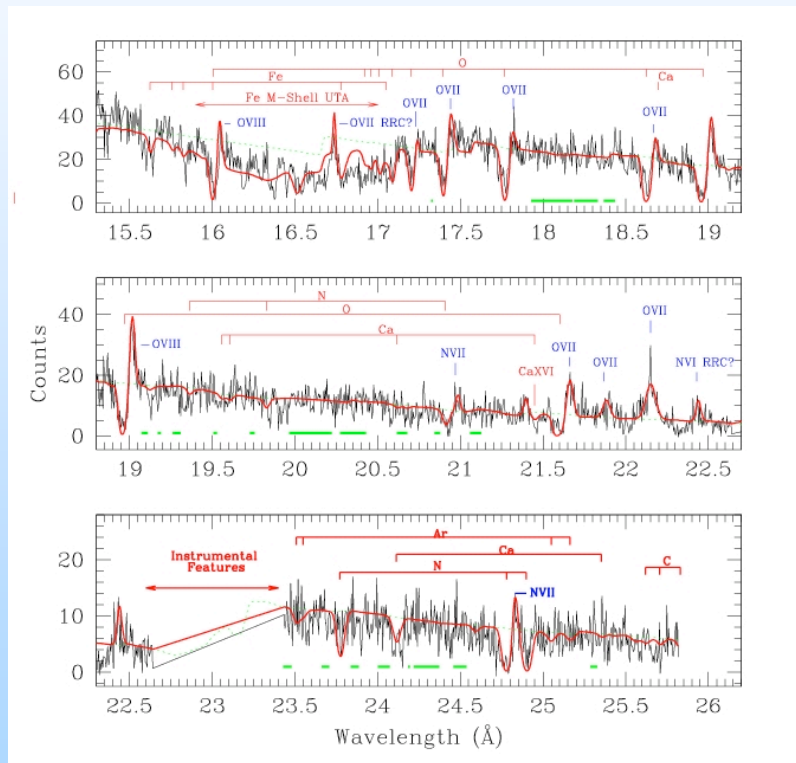 60
40
20
0
O
Fe
Ca
Fe M-Shell UTA
OVIII
OVII RRC?
OVII
OVII
OVII
OVII
15.5 16 16.5 17 17.5 18 18.5 19
Counts
40
20
0
N
O
Ca
OVIII
NVII
CaXVI
OVII
OVII
OVII
NVI RRC?
19 19.5 20 20.5 21 21.5 22 22.5
20
10
0
Instrumental
Features
Ar
Ca
N
C
NVII
22.5 23 23.5 24 24.5 25 25.5 26
Wavelength (Å)